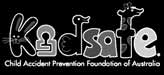 Kidsafe.
Child Accident Prevention Foundation of Australia